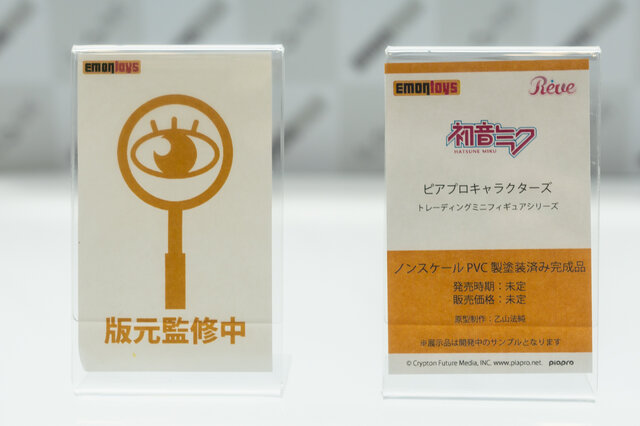 EMONtoys
版元監修中
EMONtoys
Rêve
初音ミク
HATSUNE MIKU
ピアプロキャラクターズ
トレーディングミニフィギュアシリーズ
ノンスケール PVC 製塗装済み完成品
発売時期：未定
販売価格：未定
原型制作：乙山法純
※展示品は開発中のサンプルとなります
© Crypton Future Media, INC. www.piapro.net. piapro